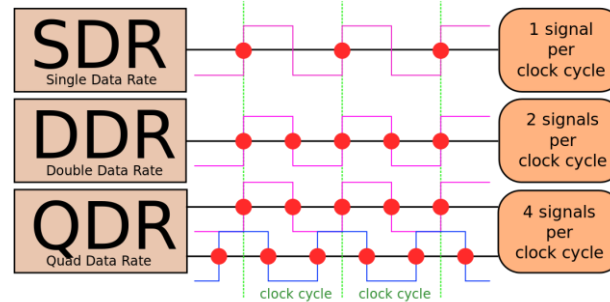 SDR
Single Data Rate
1 signal
per
clock cycle
DDR
Double Data Rate
2 signals
per
clock cycle
QDR
Quad Data Rate
4 signals
per
clock cycle
clock cycle
clock cycle